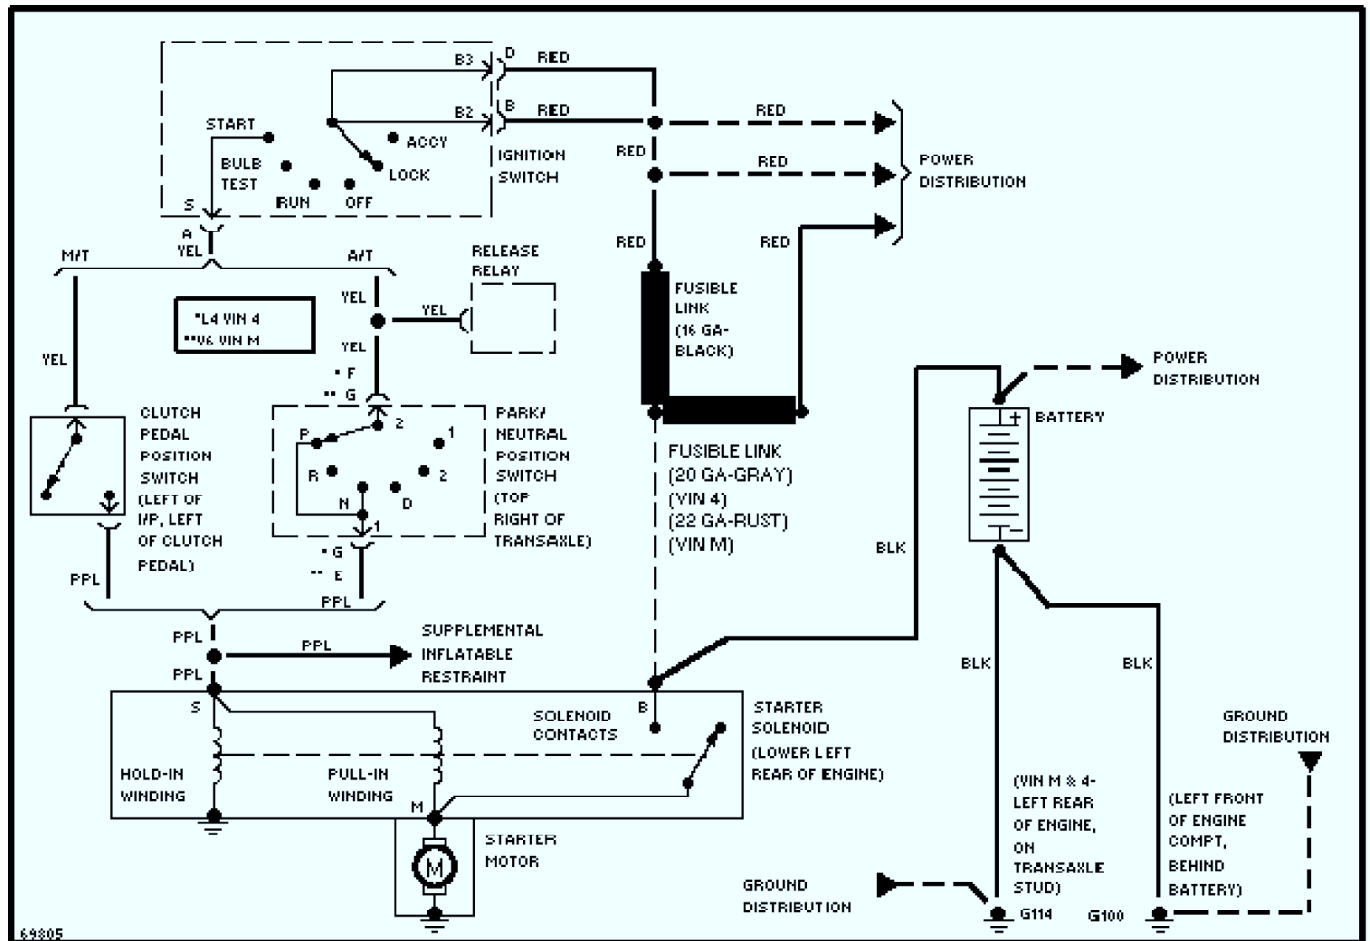 B3
D
RED
B2
B
RED
START
ACCY
BULB
TEST
LOCK
RUN
OFF
IGNITION
SWITCH
S
A
YEL
RED
RED
RED
RED
RED
POWER
DISTRIBUTION
M/T
A/T
RELEASE
RELAY
YEL
YEL
YEL
*L4 VIN 4
**V6 VIN M
YEL
* F
** G
FUSIBLE
LINK
(16 GA-
BLACK)
POWER
DISTRIBUTION
+
BATTERY
−
CLUTCH
PEDAL
POSITION
SWITCH
(LEFT OF
I/P, LEFT
OF CLUTCH
PEDAL)
P
2
1
R
2
N
D
1
PARK/
NEUTRAL
POSITION
SWITCH
(TOP
RIGHT OF
TRANSAXLE)
FUSIBLE LINK
(20 GA-GRAY)
(VIN 4)
(22 GA-RUST)
(VIN M)
* G
** E
PPL
PPL
BLK
PPL
PPL
PPL
SUPPLEMENTAL
INFLATABLE
RESTRAINT
BLK
BLK
S
SOLENOID
CONTACTS
B
STARTER
SOLENOID
(LOWER LEFT
REAR OF ENGINE)
HOLD-IN
WINDING
PULL-IN
WINDING
M
STARTER
MOTOR
M
GROUND
DISTRIBUTION
(VIN M & 4-
LEFT REAR
OF ENGINE,
ON
TRANSAXLE
STUD)
(LEFT FRONT
OF ENGINE
COMPT,
BEHIND
BATTERY)
GROUND
DISTRIBUTION
G114
G100
69805